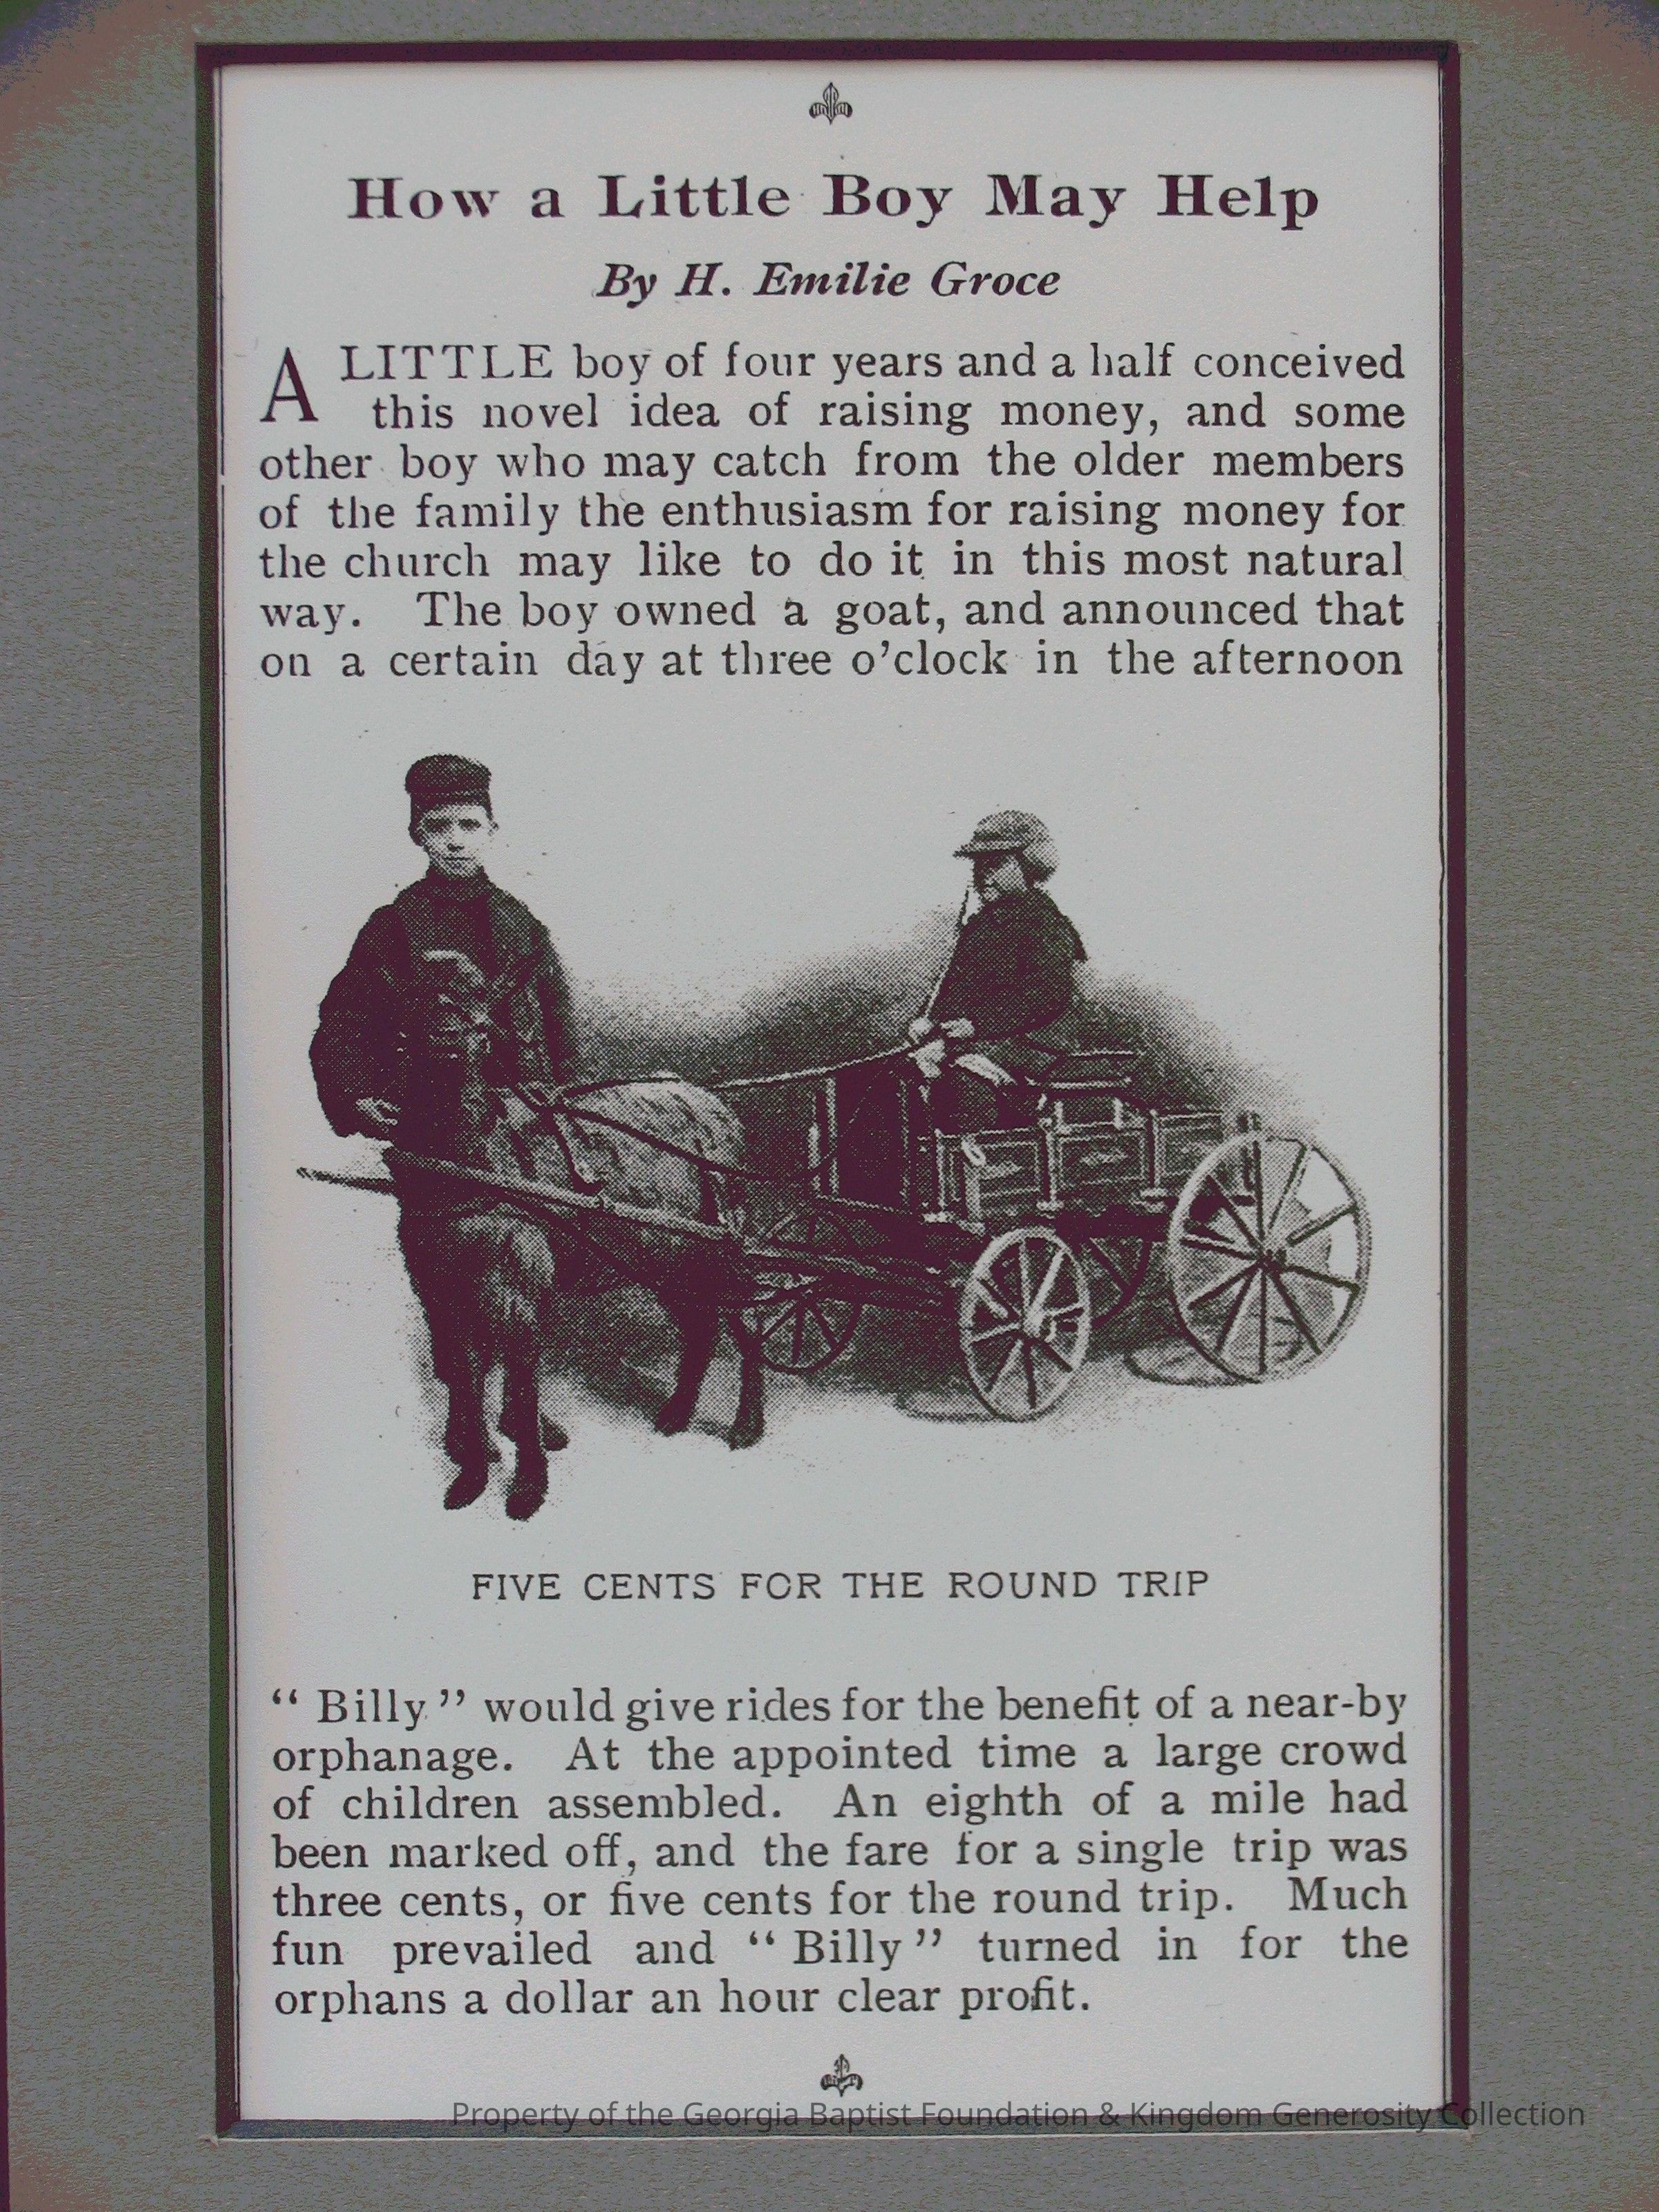 How a Little Boy May Help
By H. Emilie Groce
A LITTLE boy of four years and a half conceived
this novel idea of raising money, and some
other boy who may catch from the older members
of the family the enthusiasm for raising money for
the church may like to do it in this most natural
way. The boy owned a goat, and announced that
on a certain day at three o'clock in the afternoon
FIVE CENTS FOR THE ROUND TRIP
“ Billy ” would give rides for the benefit of a near-by
orphanage. At the appointed time a large crowd
of children assembled. An eighth of a mile had
been marked off, and the fare for a single trip was
three cents, or five cents for the round trip. Much
fun prevailed and “ Billy ” turned in for the
orphans a dollar an hour clear profit.
Property of the Georgia Baptist Foundation & Kingdom Generosity Collection